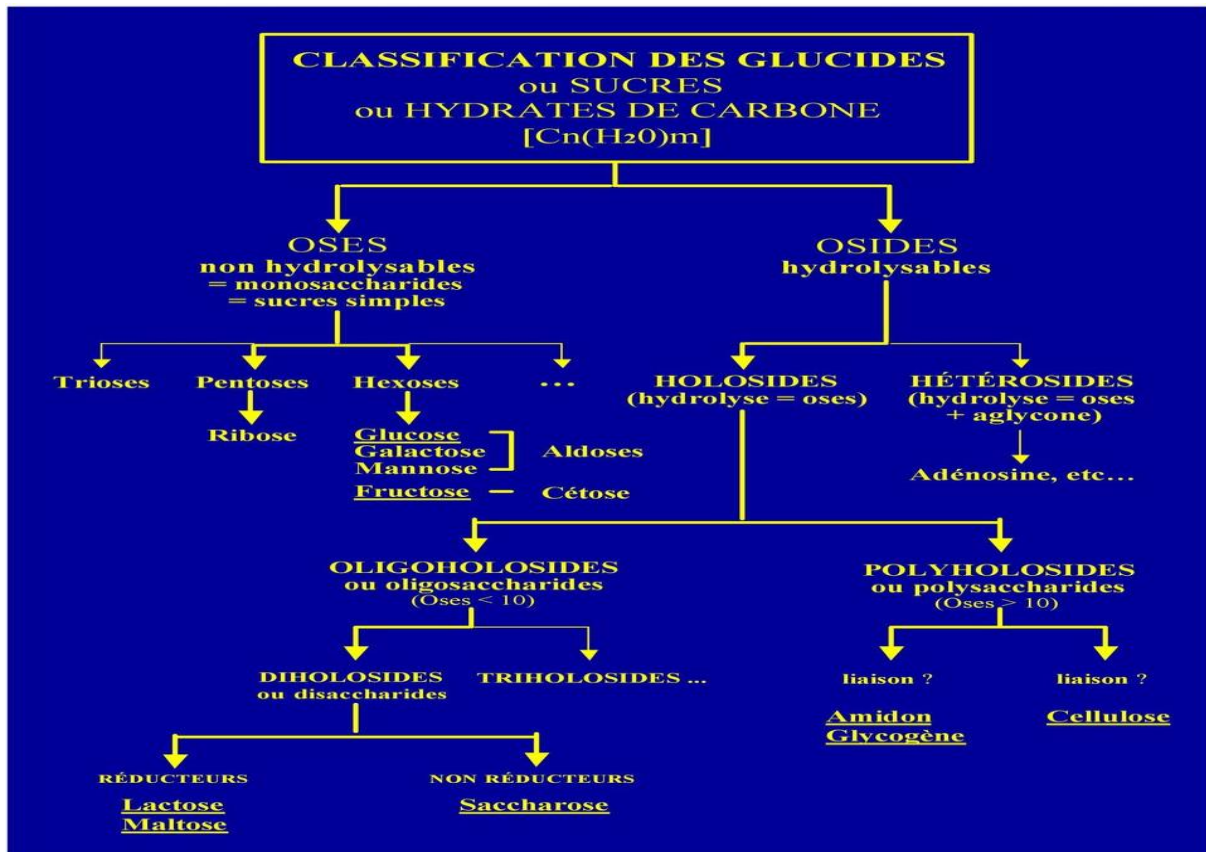 CLASSIFICATION DES GLUCIDES
ou SUCRES
ou HYDRATES DE CARBONE
[Cn(H₂0)m]
OSES
non hydrolysables
= monosaccharides
= sucres simples
OSIDES
hydrolysables
Trioses
Pentoses
Hexoses
...
Ribose
Glucose
Galactose
Mannose
Aldoses
Fructose
Cétose
HOLOSIDES
(hydrolyse = oses)
HÉTÉROSIDES
(hydrolyse = oses
+ aglycone)
Adénosine, etc...
OLIGOHOLOSIDES
ou oligosaccharides
(Oses < 10)
POLYHOLOSIDES
ou polysaccharides
(Oses > 10)
DIHOLOSIDES
ou disaccharides
TRIHOLOSIDES ...
liaison ?
Amidon
Glycogène
liaison ?
Cellulose
RÉDUCTEURS
Lactose
Maltose
NON RÉDUCTEURS
Saccharose